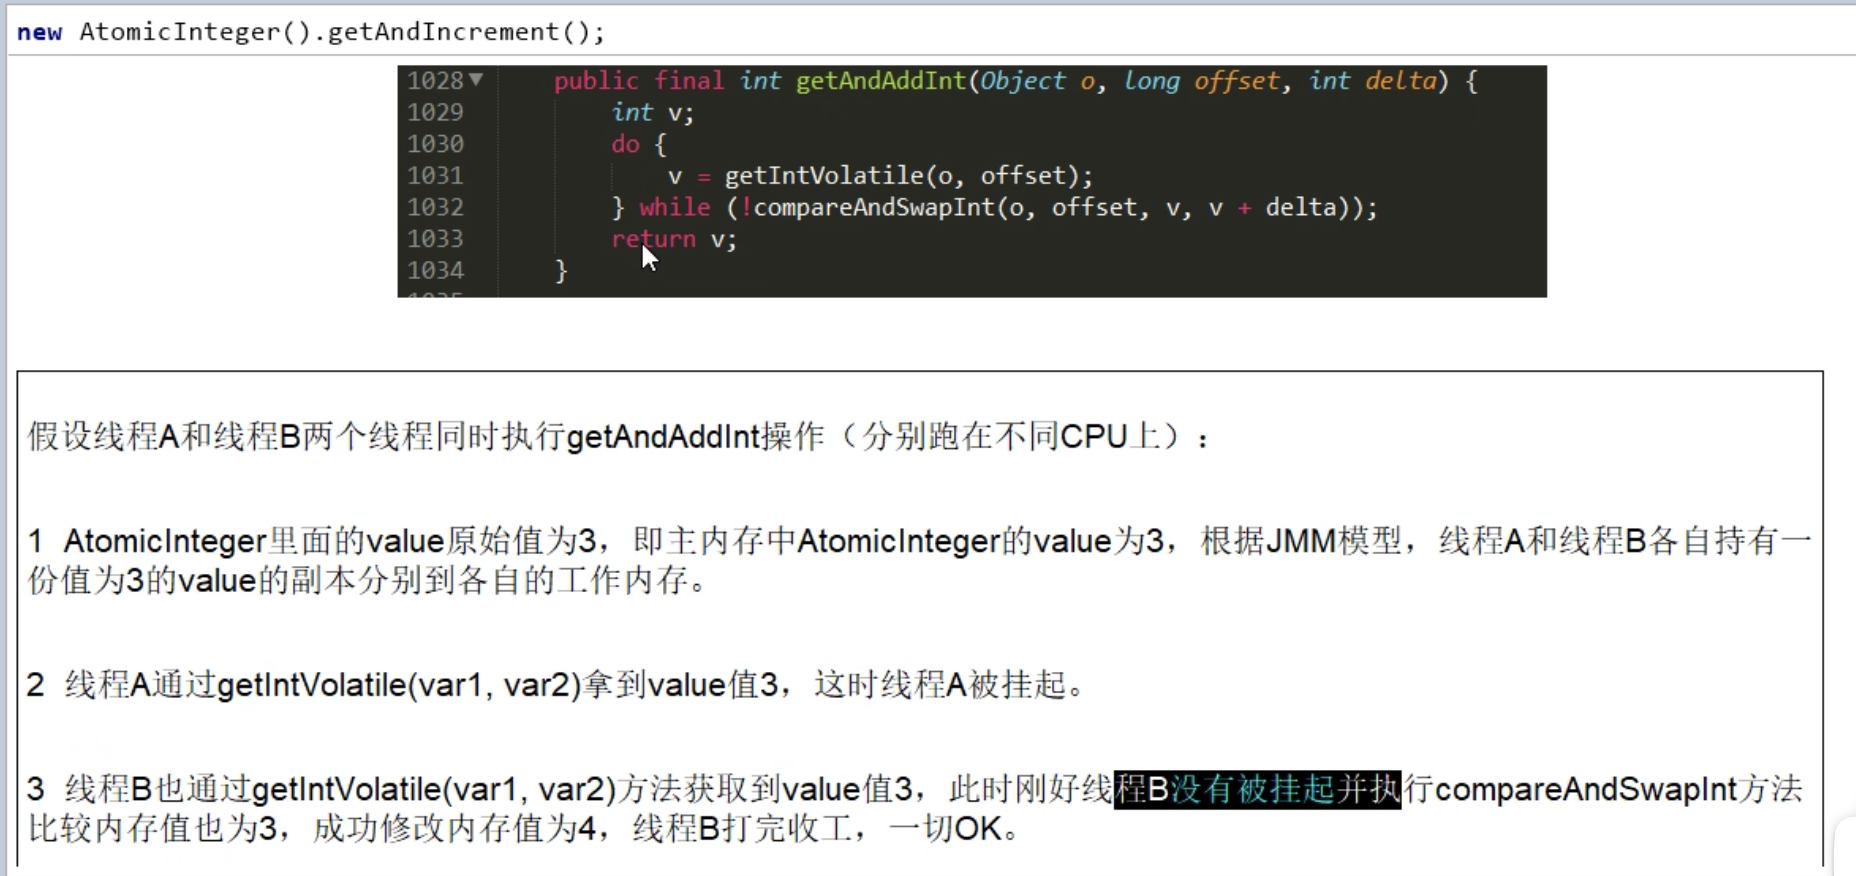 new AtomicInteger().getAndIncrement();
1028 public final int getAndAddInt(Object o, long offset, int delta) {
1029 int v;
1030 do {
1031 v = getIntVolatile(o, offset);
1032 } while (!compareAndSwapInt(o, offset, v, v + delta));
1033 return v;
1034 }
假设线程A和线程B两个线程同时执行getAndAddInt操作（分别跑在不同CPU上）：
1 AtomicInteger里面的value原始值为3，即主内存中AtomicInteger的value为3，根据JMM模型，线程A和线程B各自持有一
份值为3的value的副本分别到各自的工作内存。
2 线程A通过getIntVolatile(var1, var2)拿到value值3，这时线程A被挂起。
3 线程B也通过getIntVolatile(var1, var2)方法获取到value值3，此时刚好线程B没有被挂起并执行compareAndSwapInt方法
比较内存值也为3，成功修改内存值为4，线程B打完收工，一切OK。